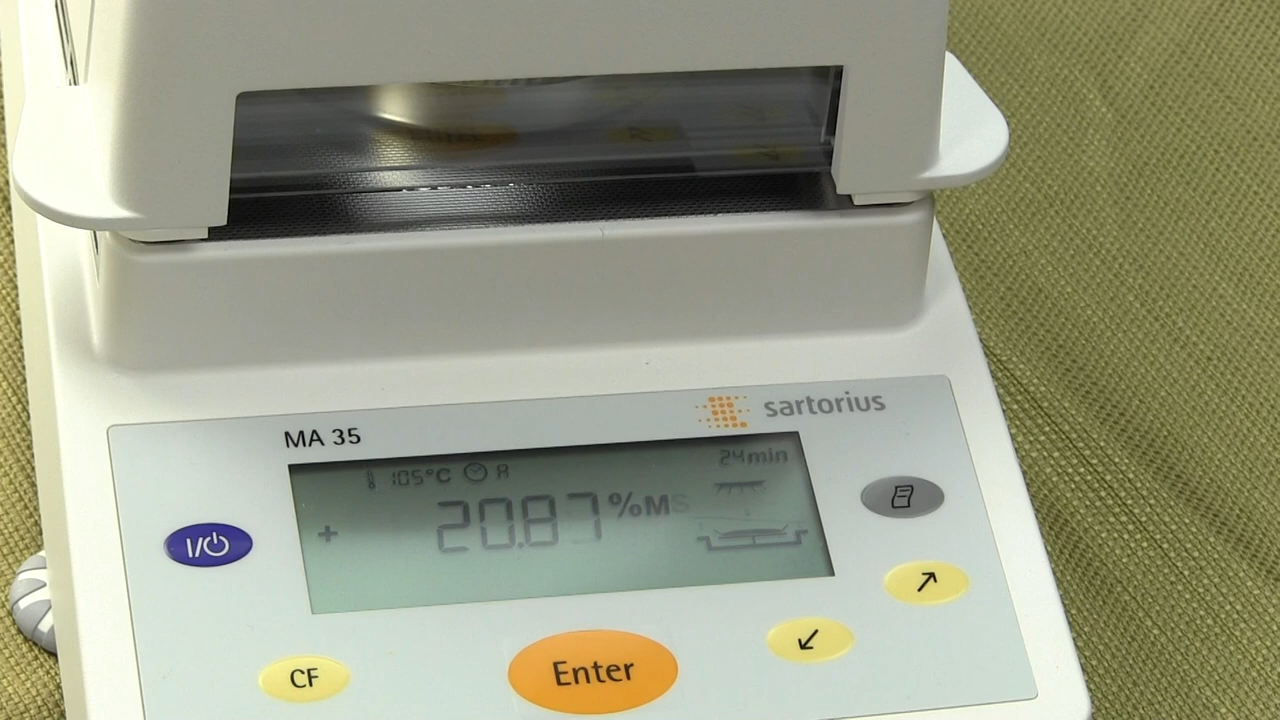 sartorius
MA 35
105°C A 24min
+ 20.87 %MS
I/
CF
Enter